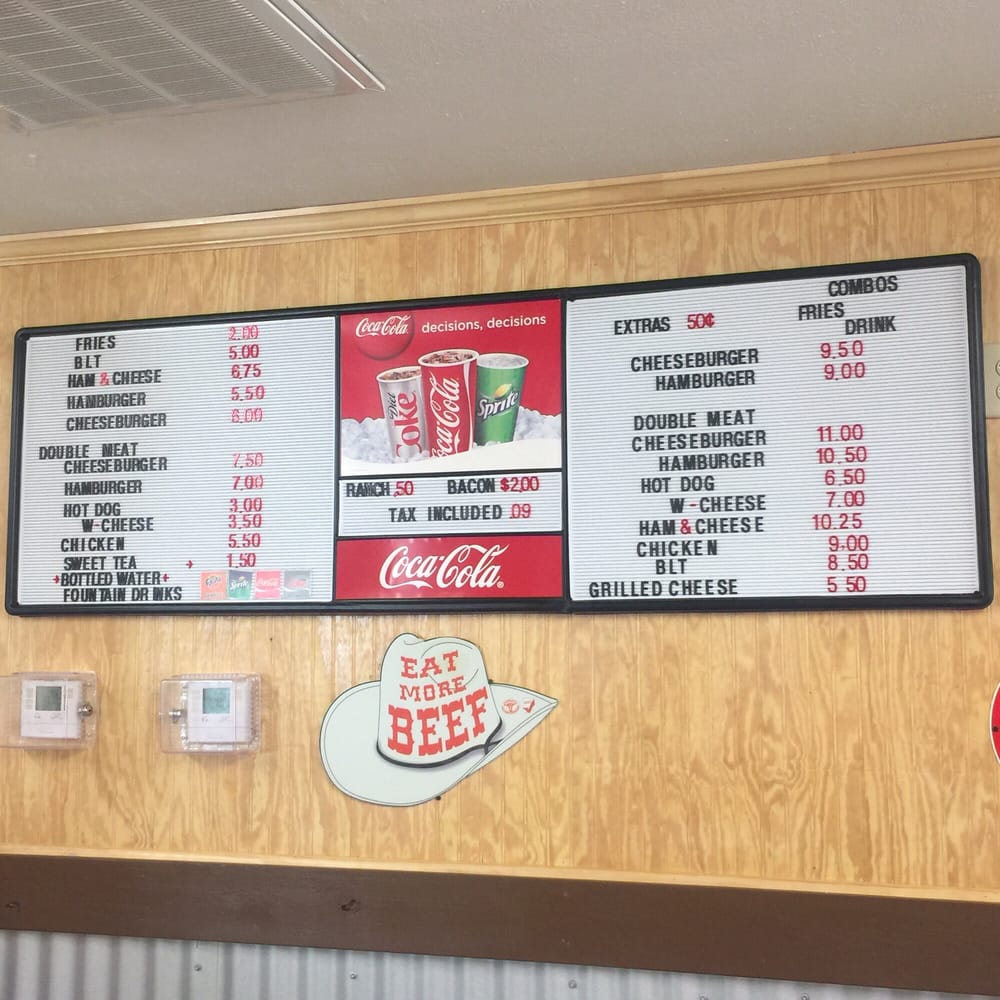 FRIES 2.00
BLT 5.00
HAM & CHEESE 6.75
HAMBURGER 5.50
CHEESEBURGER 6.00
DOUBLE MEAT
CHEESEBURGER 7.50
HAMBURGER 7.00
HOT DOG 3.00
W-CHEESE 3.50
CHICKEN 5.50
SWEET TEA 1.50
BOTTLED WATER
FOUNTAIN DR NKS
Sprite
Coca-Cola
Coca-Cola decisions, decisions
Diet Coke
Coca-Cola
Sprite
RANCH .50 BACON $2.00
TAX INCLUDED .09
Coca-Cola
COMBOS
EXTRAS 50¢ FRIES
DRINK
CHEESEBURGER 9.50
HAMBURGER 9.00
DOUBLE MEAT
CHEESEBURGER 11.00
HAMBURGER 10.50
HOT DOG 6.50
W-CHEESE 7.00
HAM & CHEESE 10.25
CHICKEN 9.00
BLT 8.50
GRILLED CHEESE 5 50
EAT
MORE
BEEF